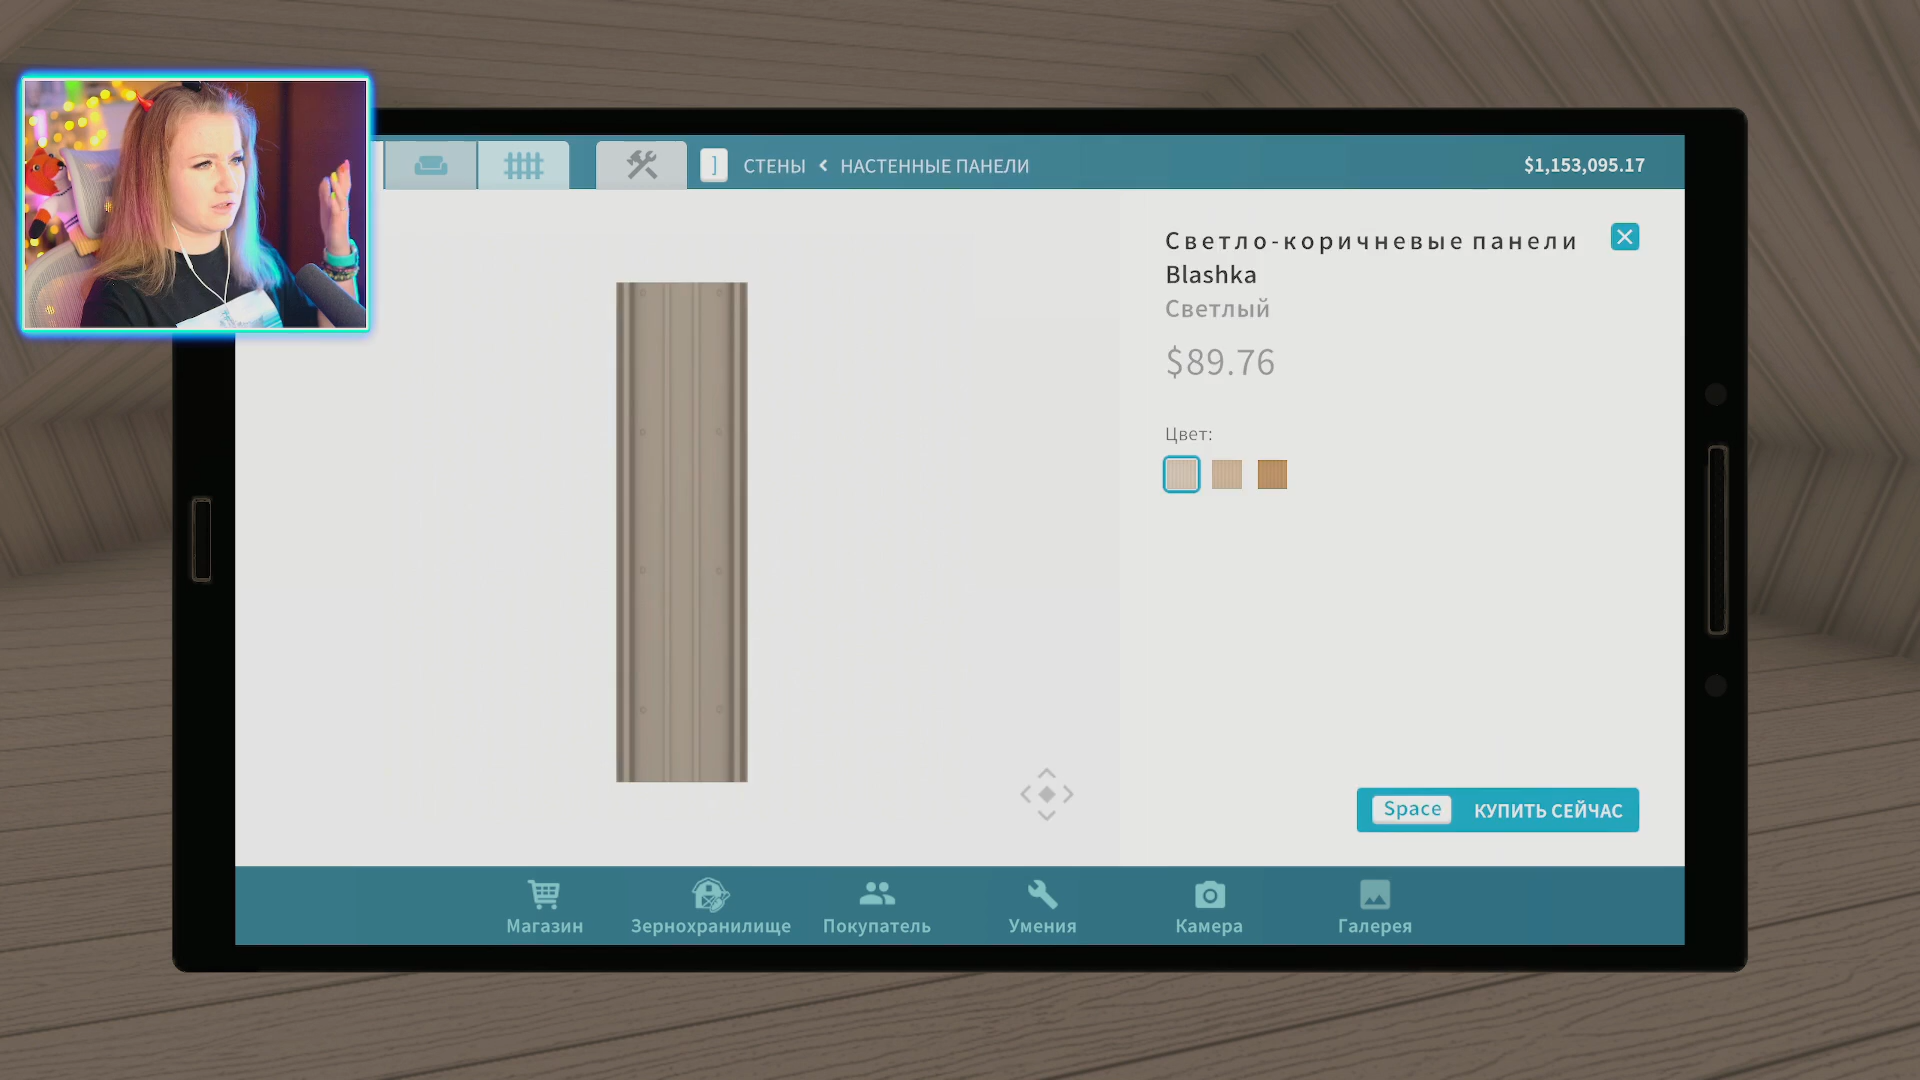 ] СТЕНЫ < НАСТЕННЫЕ ПАНЕЛИ
$1,153,095.17
Светло-коричневые панели
Blashka
Светлый
$89.76
Цвет:
Space КУПИТЬ СЕЙЧАС
Магазин Зернохранилище Покупатель Умения Камера Галерея